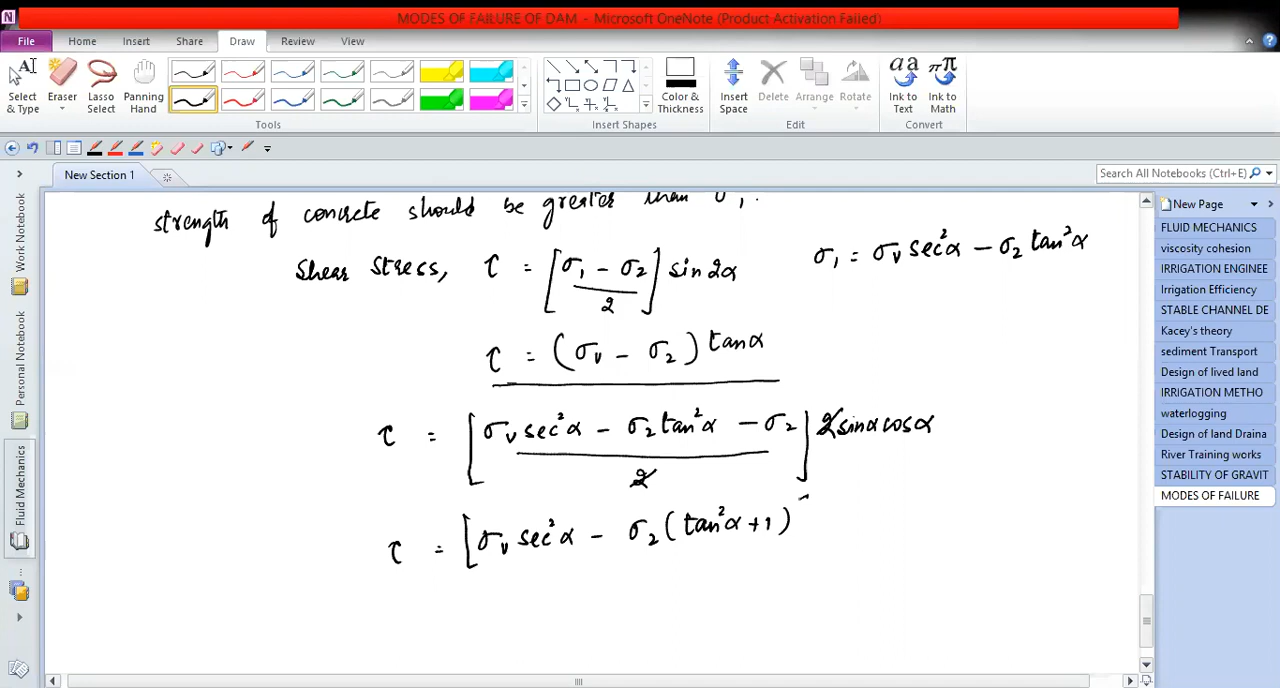 MODES OF FAILURE OF DAM - Microsoft OneNote (Product Activation Failed)
File Home Insert Share Draw Review View
Select & Type
Eraser
Lasso Select
Panning Hand
Color & Thickness
Insert Space
Delete
Arrange
Rotate
Ink to Text
Ink to Math
Tools
Insert Shapes
Edit
Convert
New Section 1
Search All Notebooks (Ctrl+E)
Work Notebook
Personal Notebook
Fluid Mechanics
New Page
FLUID MECHANICS
viscosity cohesion
IRRIGATION ENGINEE
Irrigation Efficiency
STABLE CHANNEL DE
Kacey's theory
sediment Transport
Design of lived land
IRRIGATION METHO
waterlogging
Design of land Draina
River Training works
STABILITY OF GRAVIT
MODES OF FAILURE
strength of concrete should be greater than σ1.
Shear Stress, τ = [σ1 - σ2 / 2] sin2α
σ1 = σv sec²α - σ2 tan²α
τ = (σv - σ2) tanα
τ = [σv sec²α - σ2 tan²α - σ2 / 2] 2 sinα cosα
τ = [σv sec²α - σ2 (tan²α + 1)